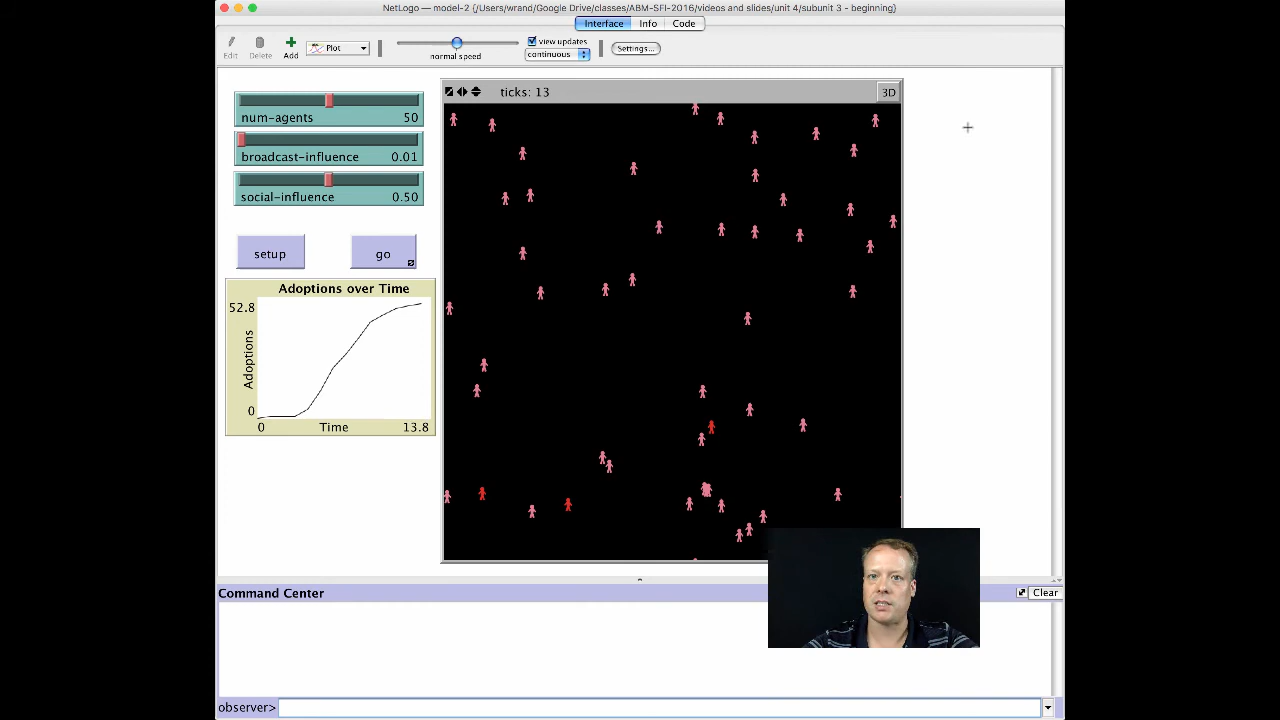 NetLogo — model-2 {/Users/wrand/Google Drive/classes/ABM-SFI-2016/videos and slides/unit 4/subunit 3 - beginning}
Interface Info Code
Edit Delete Add Plot normal speed view updates continuous Settings...
ticks: 13 3D
num-agents 50
broadcast-influence 0.01
social-influence 0.50
setup go
Adoptions over Time
52.8
Adoptions
0
0 Time 13.8
Command Center Clear
observer>